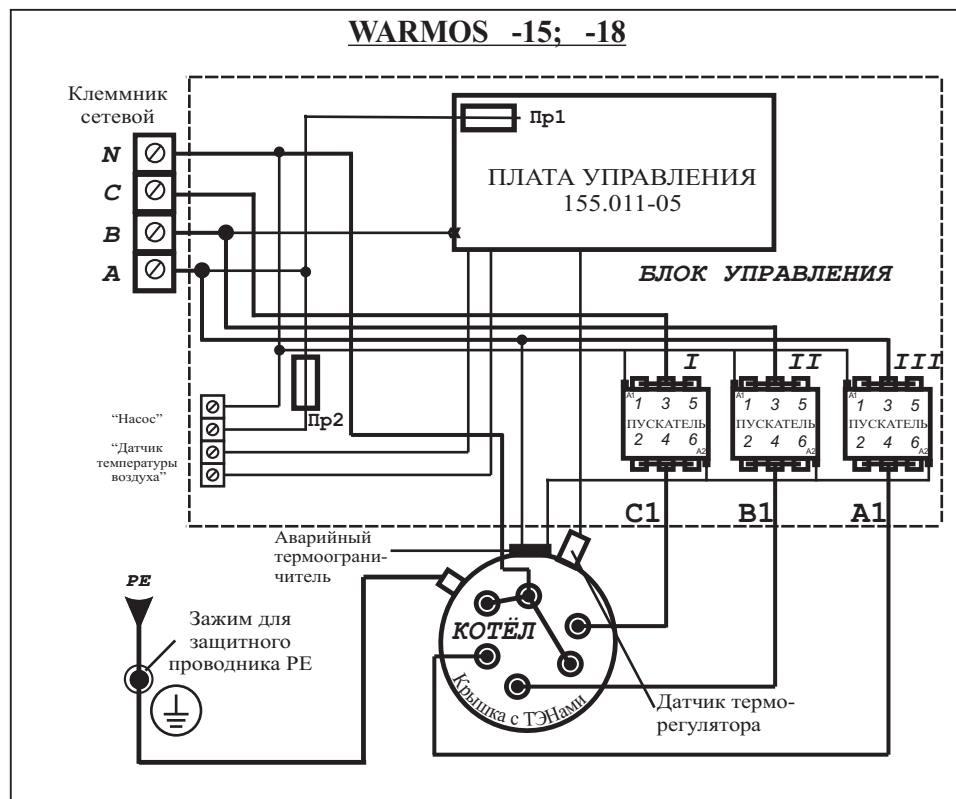 WARMOS -15; -18
Клеммник
сетевой
N
C
B
A
Пр1
ПЛАТА УПРАВЛЕНИЯ
155.011-05
БЛОК УПРАВЛЕНИЯ
Пр2
“Насос”
“Датчик
температуры
воздуха”
I
A1
1 3 5
ПУСКАТЕЛЬ
2 4 6
A2
II
A1
1 3 5
ПУСКАТЕЛЬ
2 4 6
A2
III
A1
1 3 5
ПУСКАТЕЛЬ
2 4 6
A2
C1
B1
A1
Аварийный
термоограни-
читель
PE
Зажим для
защитного
проводника PE
КОТЁЛ
Крышка с ТЭНами
Датчик термо-
регулятора